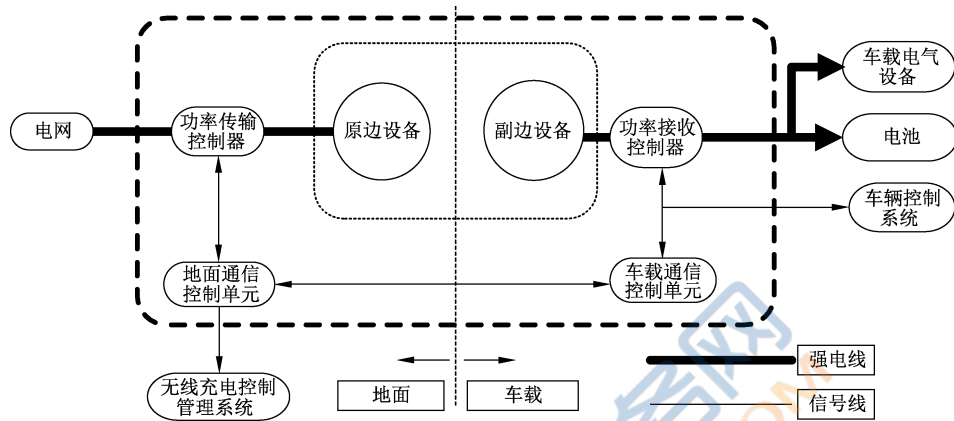 车载电气
设备
电网
功率传输
控制器
原边设备
副边设备
功率接收
控制器
电池
车辆控制
系统
地面通信
控制单元
车载通信
控制单元
无线充电控制
管理系统
地面
车载
强电线
信号线